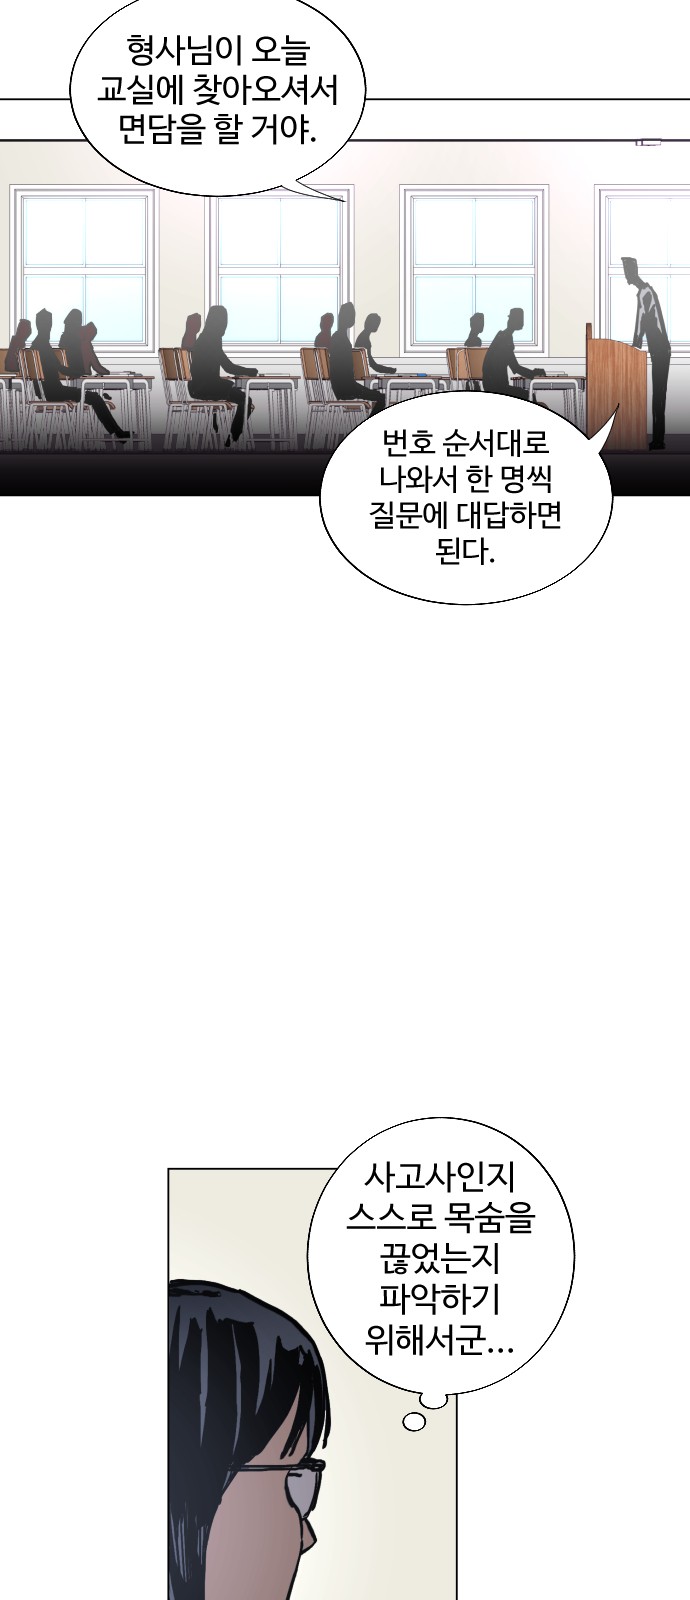 형사님이 오늘
교실에 찾아오셔서
면담을 할 거야.
번호 순서대로
나와서 한 명씩
질문에 대답하면
된다.
사고사인지
스스로 목숨을
끊었는지
파악하기
위해서군...